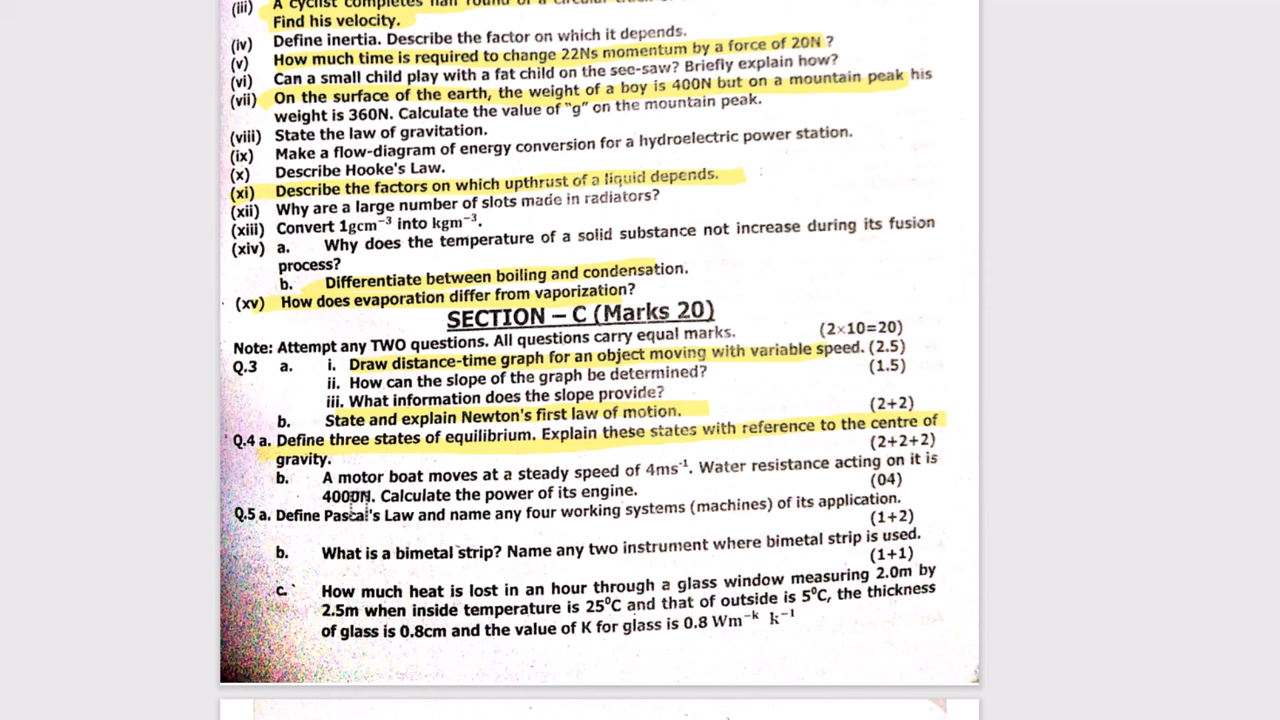 (iii) A cyclist completes half round of a circular track of
Find his velocity.
(iv) Define inertia. Describe the factor on which it depends.
(v) How much time is required to change 22Ns momentum by a force of 20N ?
(vi) Can a small child play with a fat child on the see-saw? Briefly explain how?
(vii) On the surface of the earth, the weight of a boy is 400N but on a mountain peak his
weight is 360N. Calculate the value of "g" on the mountain peak.
(viii) State the law of gravitation.
(ix) Make a flow-diagram of energy conversion for a hydroelectric power station.
(x) Describe Hooke's Law.
(xi) Describe the factors on which upthrust of a liquid depends.
(xii) Why are a large number of slots made in radiators?
(xiii) Convert 1gcm⁻³ into kgm⁻³.
(xiv) a. Why does the temperature of a solid substance not increase during its fusion
process?
b. Differentiate between boiling and condensation.
(xv) How does evaporation differ from vaporization?
SECTION – C (Marks 20)
Note: Attempt any TWO questions. All questions carry equal marks. (2×10=20)
Q.3 a. i. Draw distance-time graph for an object moving with variable speed. (2.5)
ii. How can the slope of the graph be determined? (1.5)
iii. What information does the slope provide?
b. State and explain Newton's first law of motion. (2+2)
Q.4 a. Define three states of equilibrium. Explain these states with reference to the centre of
gravity. (2+2+2)
b. A motor boat moves at a steady speed of 4ms⁻¹. Water resistance acting on it is
4000N. Calculate the power of its engine. (04)
Q.5 a. Define Pascal's Law and name any four working systems (machines) of its application.
(1+2)
b. What is a bimetal strip? Name any two instrument where bimetal strip is used.
(1+1)
c. How much heat is lost in an hour through a glass window measuring 2.0m by
2.5m when inside temperature is 25⁰C and that of outside is 5⁰C, the thickness
of glass is 0.8cm and the value of K for glass is 0.8 Wm⁻ᵏ k⁻¹